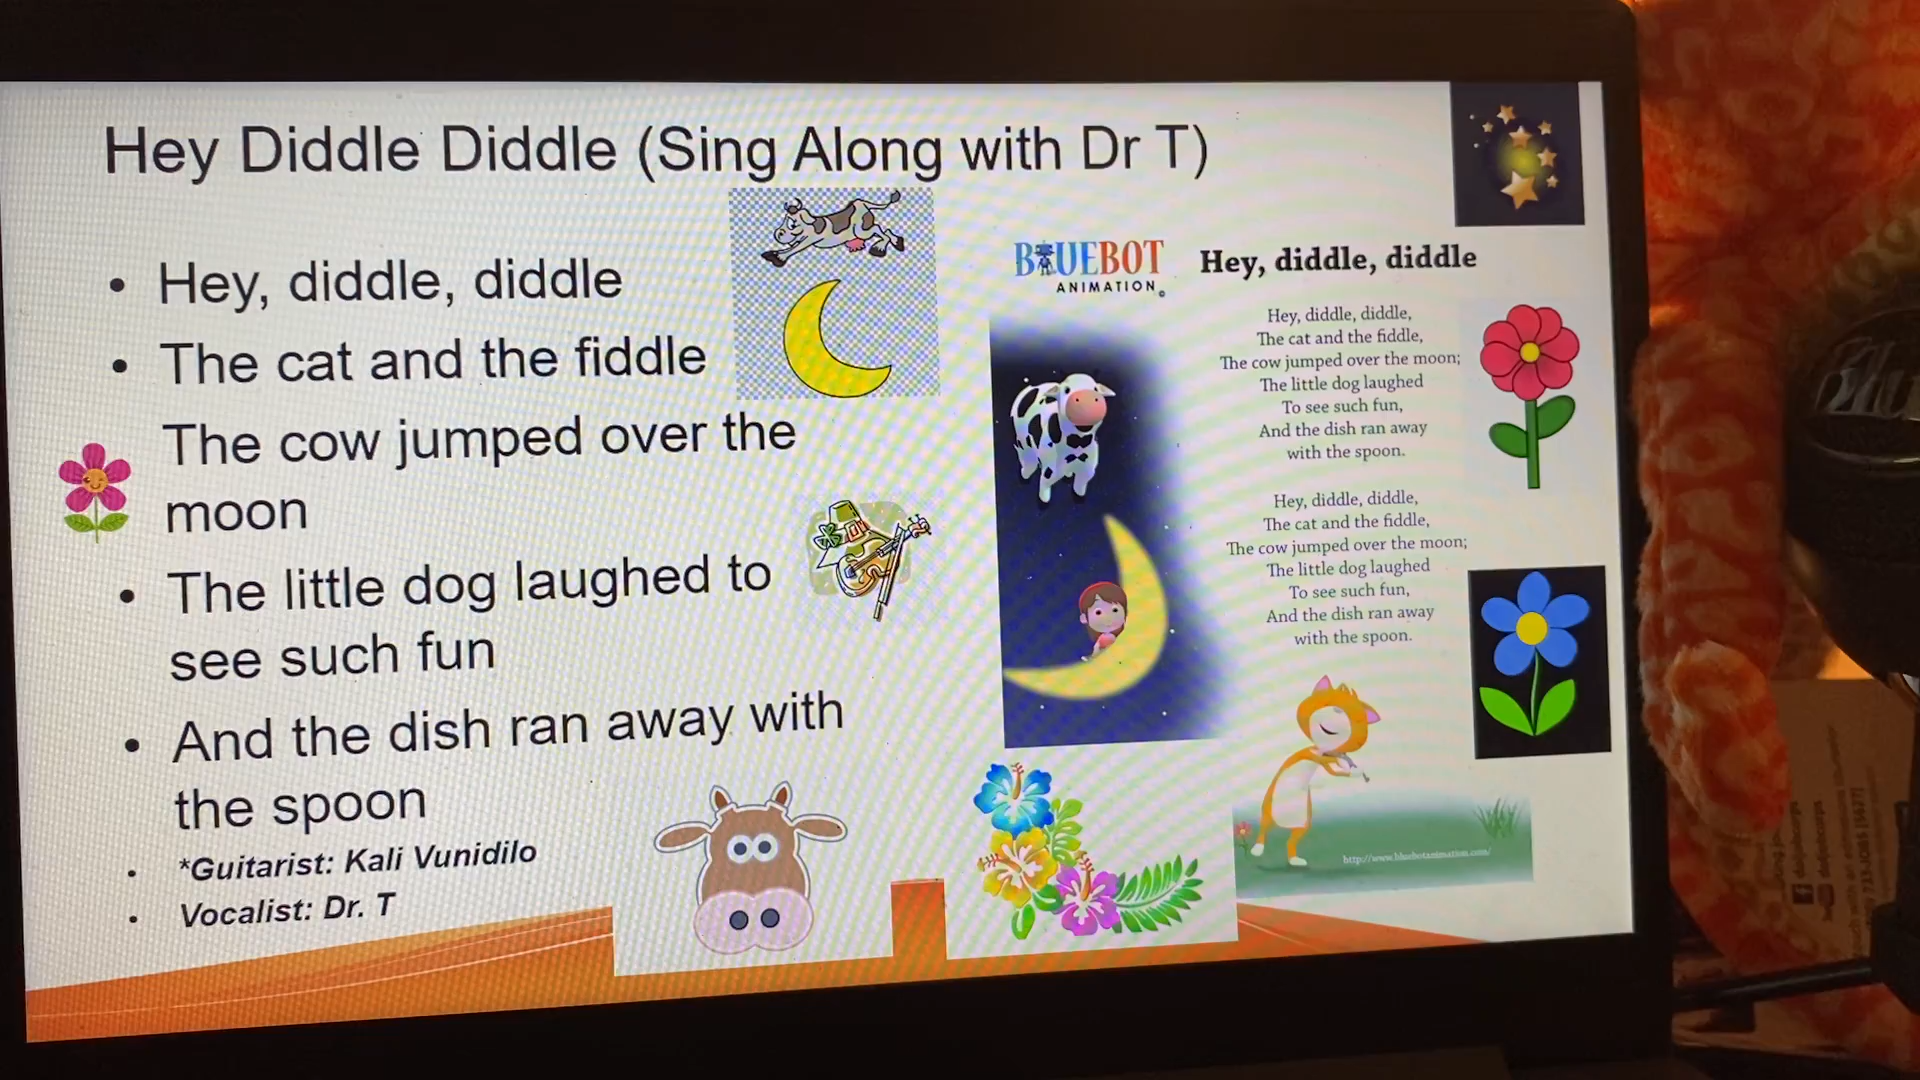 Hey Diddle Diddle (Sing Along with Dr T)
• Hey, diddle, diddle
• The cat and the fiddle
The cow jumped over the
moon
• The little dog laughed to
see such fun
• And the dish ran away with
the spoon
• *Guitarist: Kali Vunidilo
• Vocalist: Dr. T
BLUEBOT
ANIMATION
Hey, diddle, diddle
Hey, diddle, diddle,
The cat and the fiddle,
The cow jumped over the moon;
The little dog laughed
To see such fun,
And the dish ran away
with the spoon.
Hey, diddle, diddle,
The cat and the fiddle,
The cow jumped over the moon;
The little dog laughed
To see such fun,
And the dish ran away
with the spoon.
http://www.bluebotanimation.com/